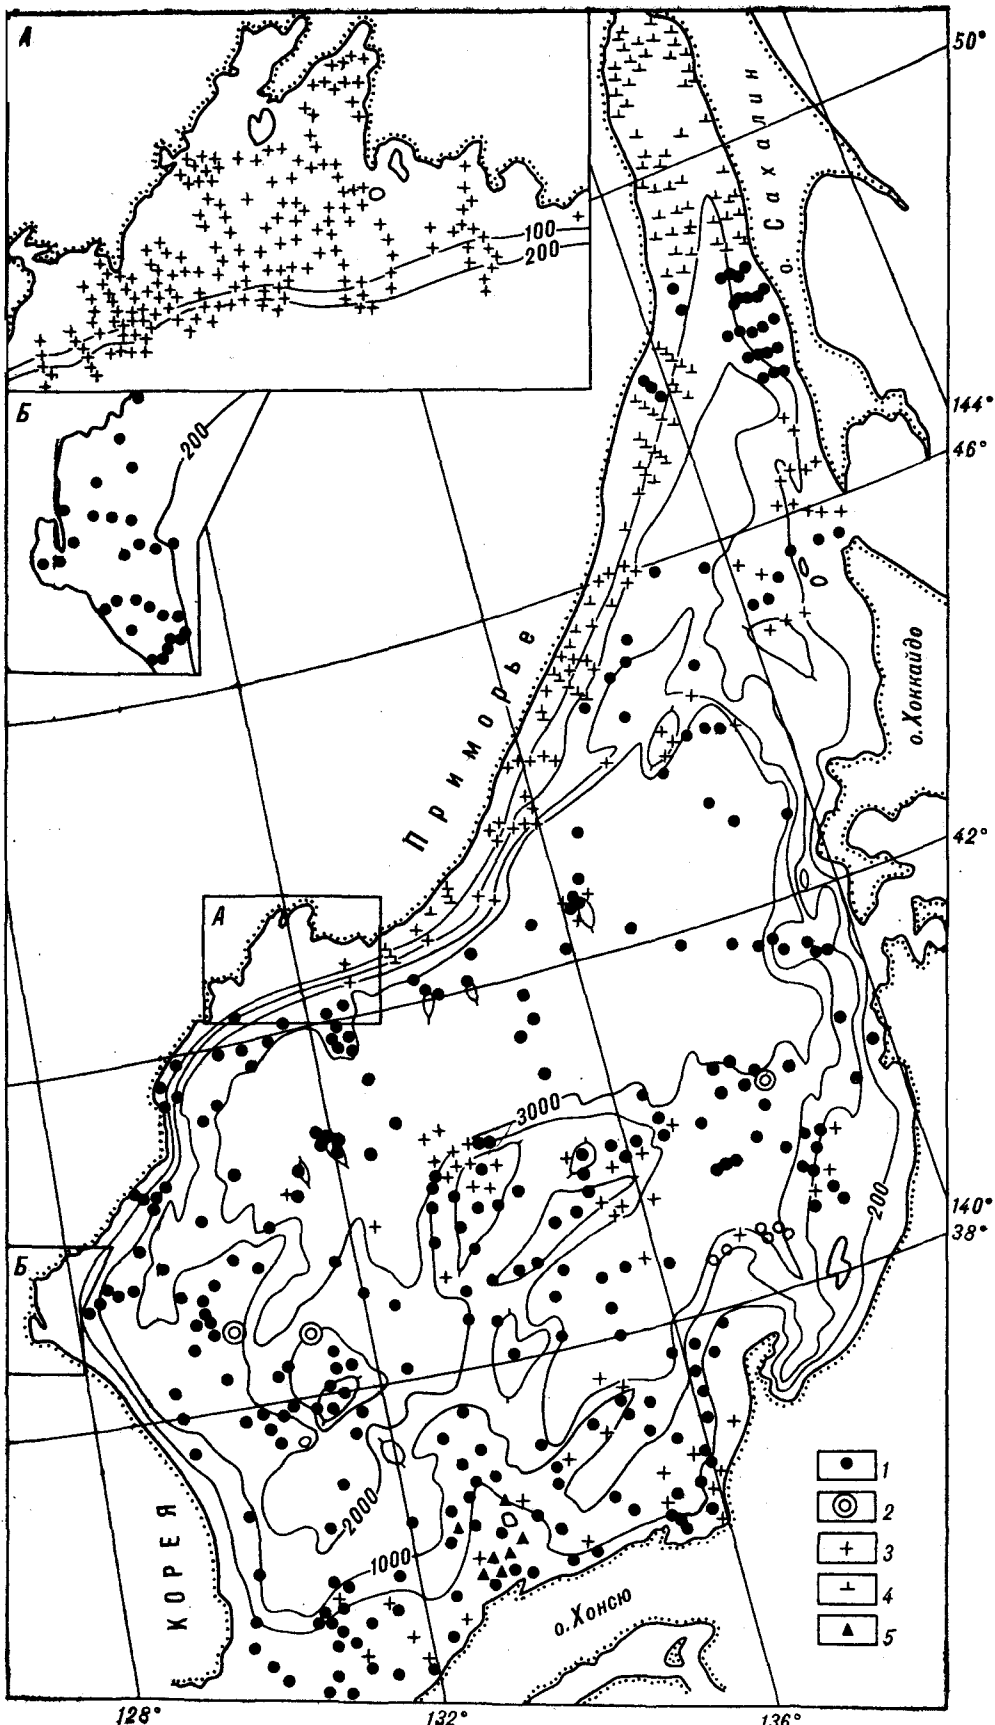 А
100
200
Б
200
о. Сахалин
50°
144°
46°
Приморье
о. Хоккайдо
42°
А
3000
140°
38°
200
Б
2000
1000
КОРЕЯ
о. Хонсю
1
2
3
4
5
128°
132°
136°